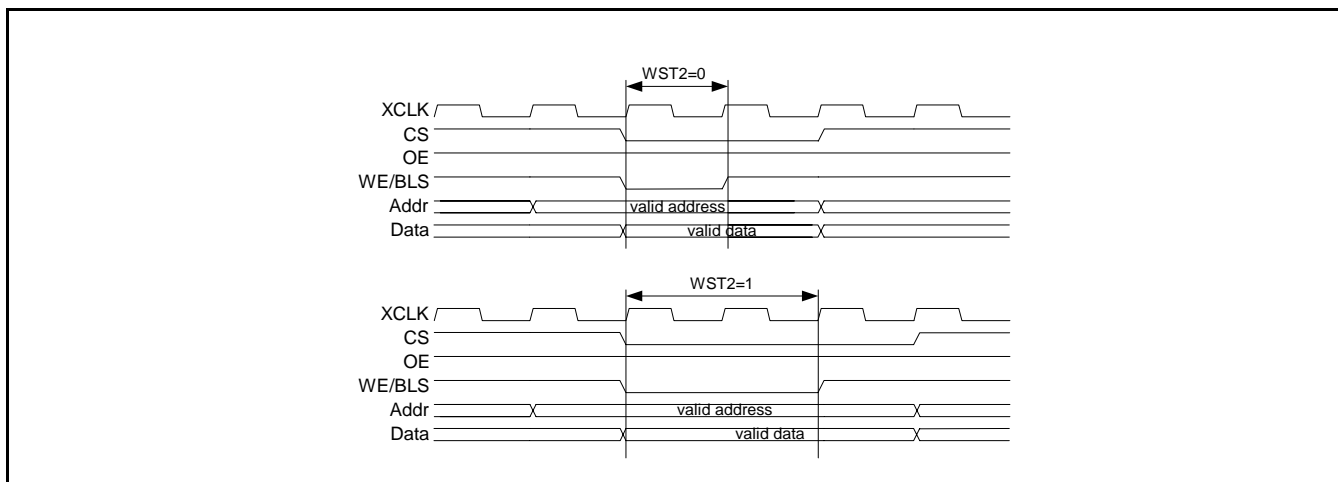 WST2=0
XCLK
CS
OE
WE/BLS
Addr valid address
Data valid data
WST2=1
XCLK
CS
OE
WE/BLS
Addr valid address
Data valid data